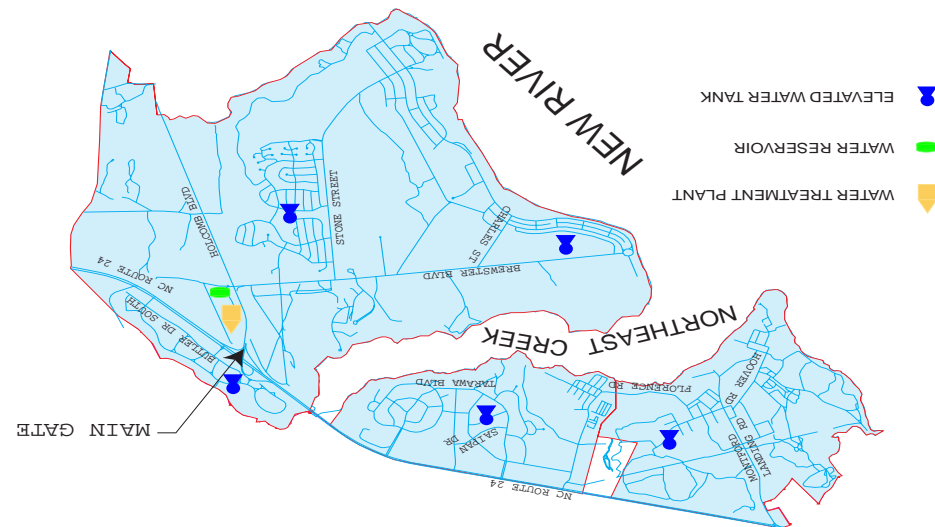 MAIN GATE
NC ROUTE 24
SAIPAN DR
MONTFORD
LANDING RD
BUTLER DR SOUTH
TARAWA BLVD
FLORENCE RD
HOOVER RD
NORTHEAST CREEK
NC ROUTE 24
BREWSTER BLVD
HOLCOMB BLVD
STONE STREET
CHARLES ST
WATER TREATMENT PLANT
WATER RESERVOIR
ELEVATED WATER TANK
NEW RIVER